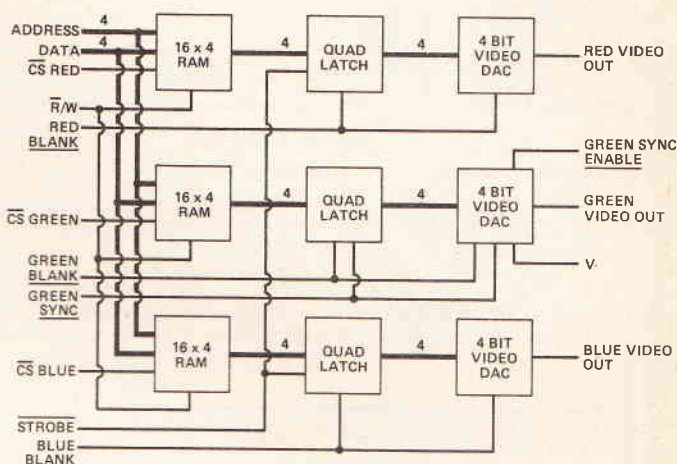 ADDRESS
4
DATA
4
CS RED
R/W
RED
BLANK
16 x 4
RAM
4
QUAD
LATCH
4
4 BIT
VIDEO
DAC
RED VIDEO
OUT
GREEN SYNC
ENABLE
CS GREEN
GREEN
BLANK
GREEN
SYNC
16 x 4
RAM
4
QUAD
LATCH
4
4 BIT
VIDEO
DAC
GREEN
VIDEO OUT
V-
CS BLUE
STROBE
BLUE
BLANK
16 x 4
RAM
4
QUAD
LATCH
4
4 BIT
VIDEO
DAC
BLUE VIDEO
OUT